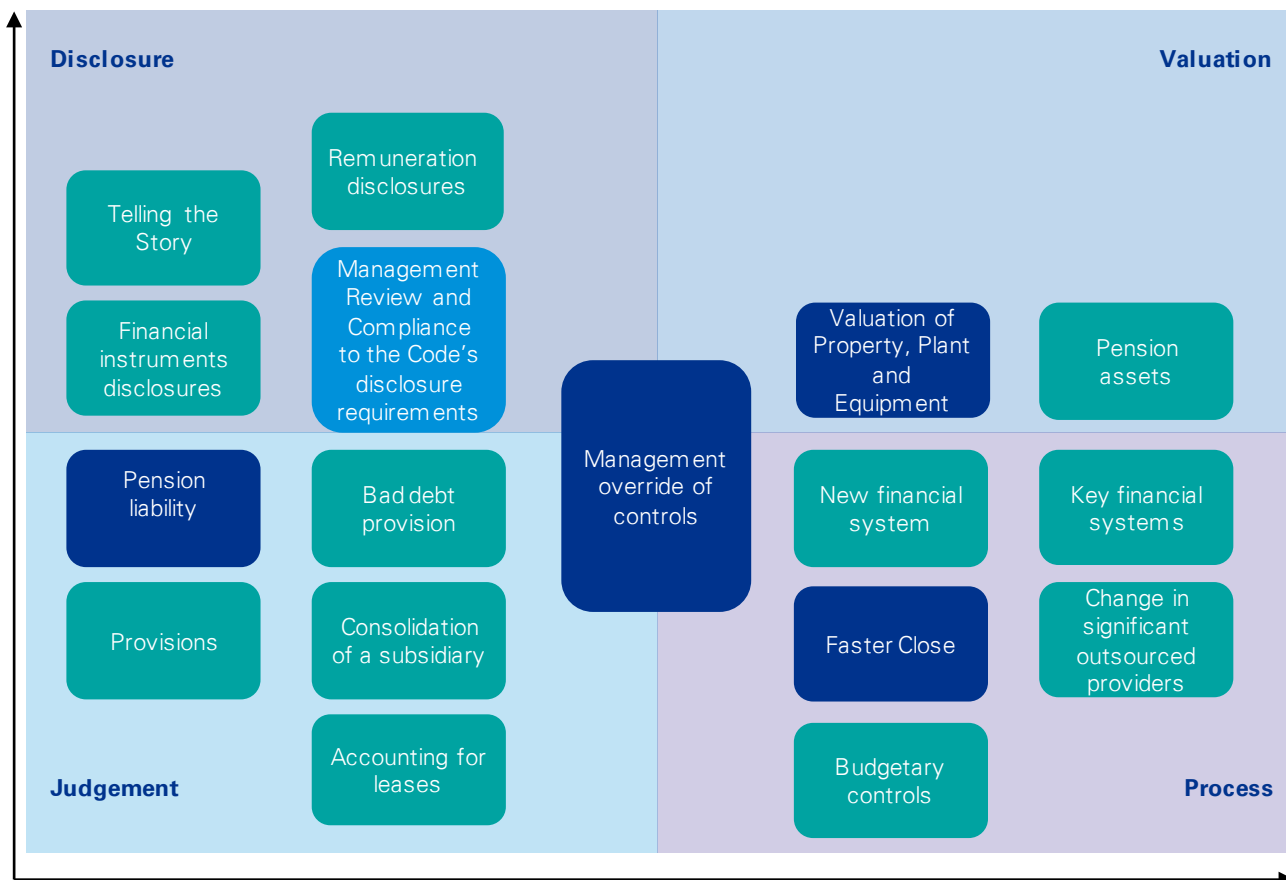 Disclosure
Valuation
Remuneration
disclosures
Telling the
Story
Management
Review and
Compliance
to the Code's
disclosure
requirements
Financial
instruments
disclosures
Valuation of
Property, Plant
and
Equipment
Pension
assets
Management
override of
controls
Pension
liability
Bad debt
provision
New financial
system
Key financial
systems
Provisions
Consolidation
of a subsidiary
Faster Close
Change in
significant
outsourced
providers
Accounting for
leases
Budgetary
controls
Judgement
Process